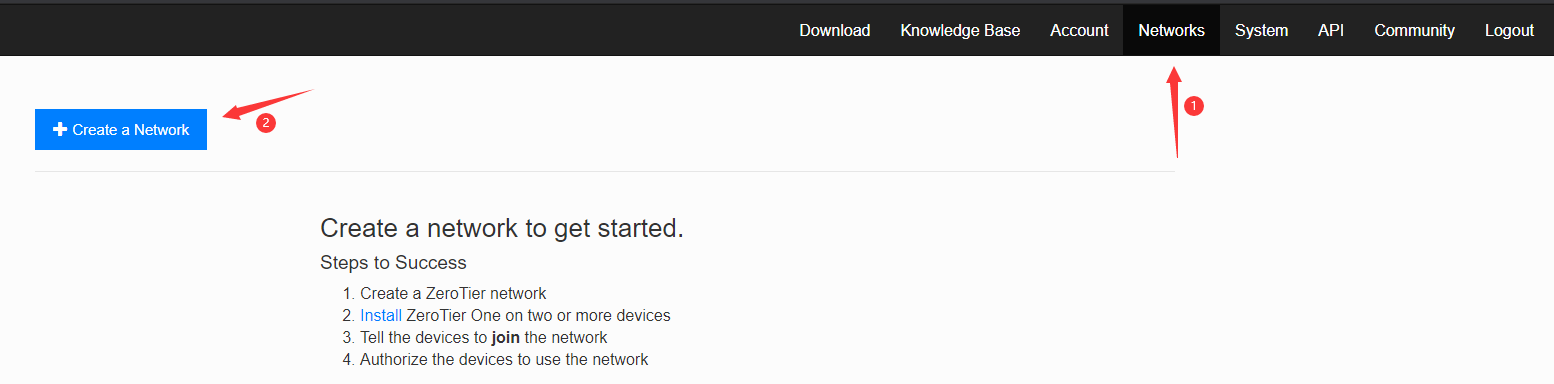 Download Knowledge Base Account Networks System API Community Logout
1
+ Create a Network
2
Create a network to get started.
Steps to Success
1. Create a ZeroTier network
2. Install ZeroTier One on two or more devices
3. Tell the devices to join the network
4. Authorize the devices to use the network